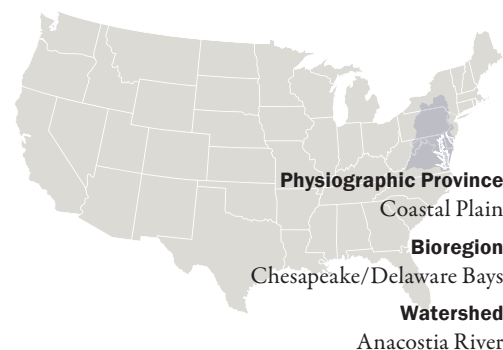 Physiographic Province
Coastal Plain
Bioregion
Chesapeake/Delaware Bays
Watershed
Anacostia River